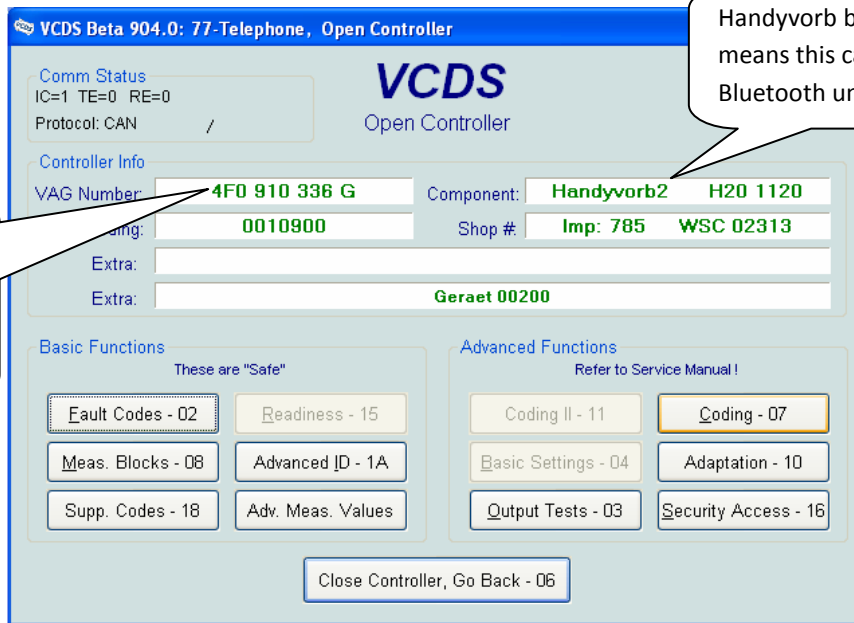 VCDS Beta 904.0: 77-Telephone, Open Controller
Handyvorb
means this
Bluetooth
Comm Status
IC=1 TE=0 RE=0
Protocol: CAN /
VCDS
Open Controller
Controller Info
VAG Number: 4F0 910 336 G Component: Handyvorb2 H20 1120
0010900 Shop #: Imp: 785 WSC 02313
Extra:
Extra: Geraet 00200
Basic Functions
These are "Safe"
Fault Codes - 02 Readiness - 15
Meas. Blocks - 08 Advanced ID - 1A
Supp. Codes - 18 Adv. Meas. Values
Advanced Functions
Refer to Service Manual !
Coding II - 11 Coding - 07
Basic Settings - 04 Adaptation - 10
Output Tests - 03 Security Access - 16
Close Controller, Go Back - 06